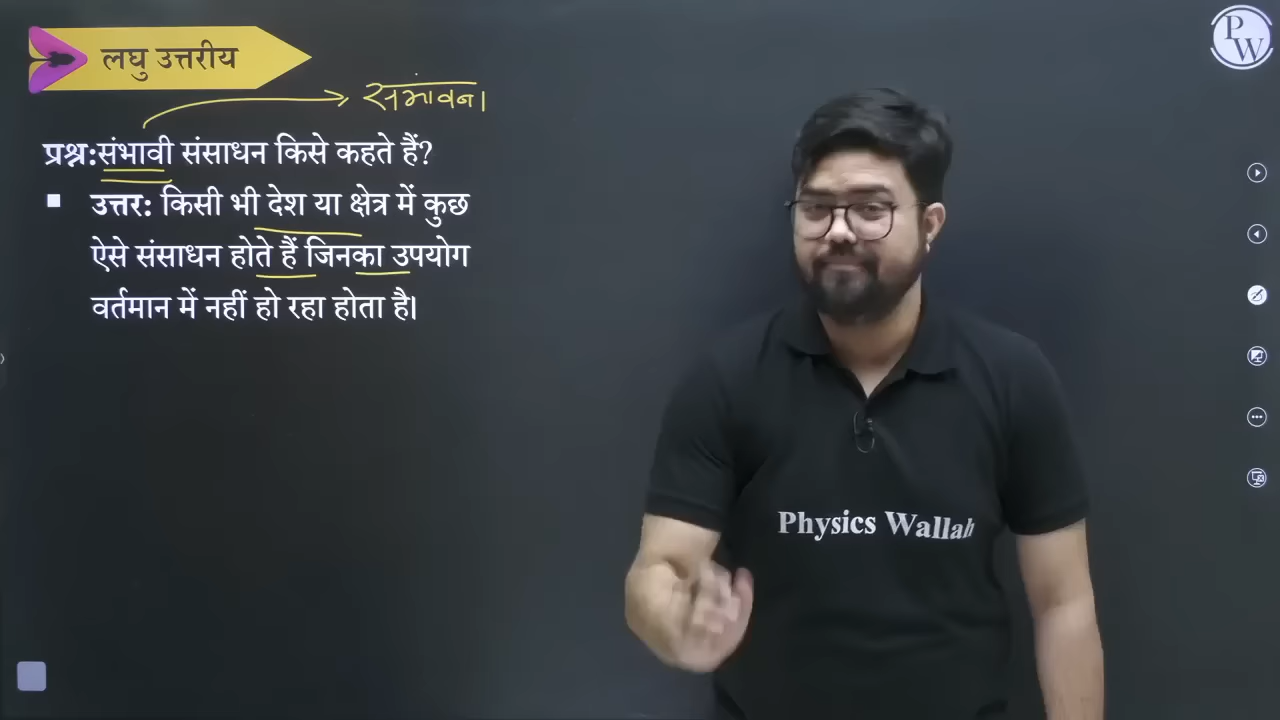 लघु उत्तरीय
संभावना
प्रश्न:संभावी संसाधन किसे कहते हैं?
▪ उत्तर: किसी भी देश या क्षेत्र में कुछ
ऐसे संसाधन होते हैं जिनका उपयोग
वर्तमान में नहीं हो रहा होता है।
PW
Physics Wallah